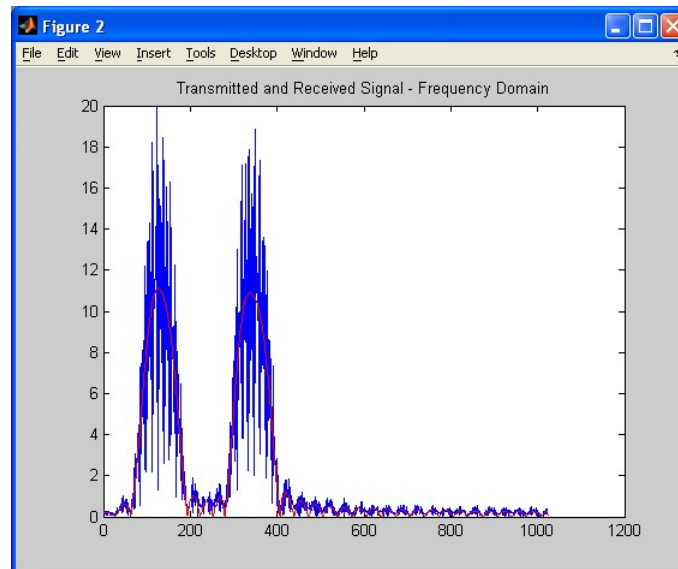 Figure 2
File Edit View Insert Tools Desktop Window Help
Transmitted and Received Signal - Frequency Domain
20
18
16
14
12
10
8
6
4
2
0
0 200 400 600 800 1000 1200